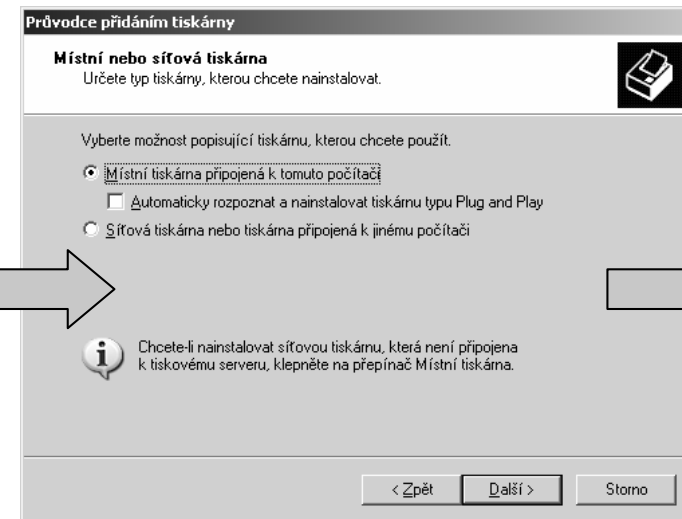 Průvodce přidáním tiskárny
Místní nebo síťová tiskárna
Určete typ tiskárny, kterou chcete nainstalovat.
Vyberte možnost popisující tiskárnu, kterou chcete použít.
Místní tiskárna připojená k tomuto počítači
Automaticky rozpoznat a nainstalovat tiskárnu typu Plug and Play
Síťová tiskárna nebo tiskárna připojená k jinému počítači
Chcete-li nainstalovat síťovou tiskárnu, která není připojena
k tiskovému serveru, klepněte na přepínač Místní tiskárna.
< Zpět Další > Storno